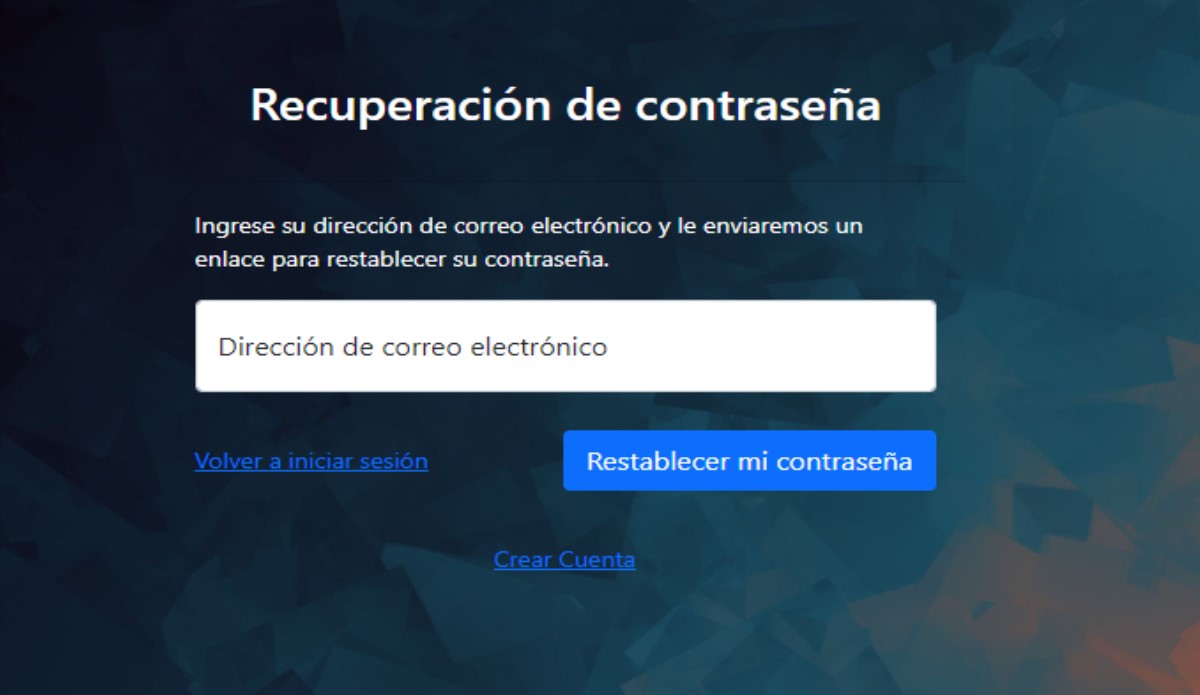 Recuperación de contraseña
Ingrese su dirección de correo electrónico y le enviaremos un
enlace para restablecer su contraseña.
Dirección de correo electrónico
Volver a iniciar sesión
Restablecer mi contraseña
Crear Cuenta